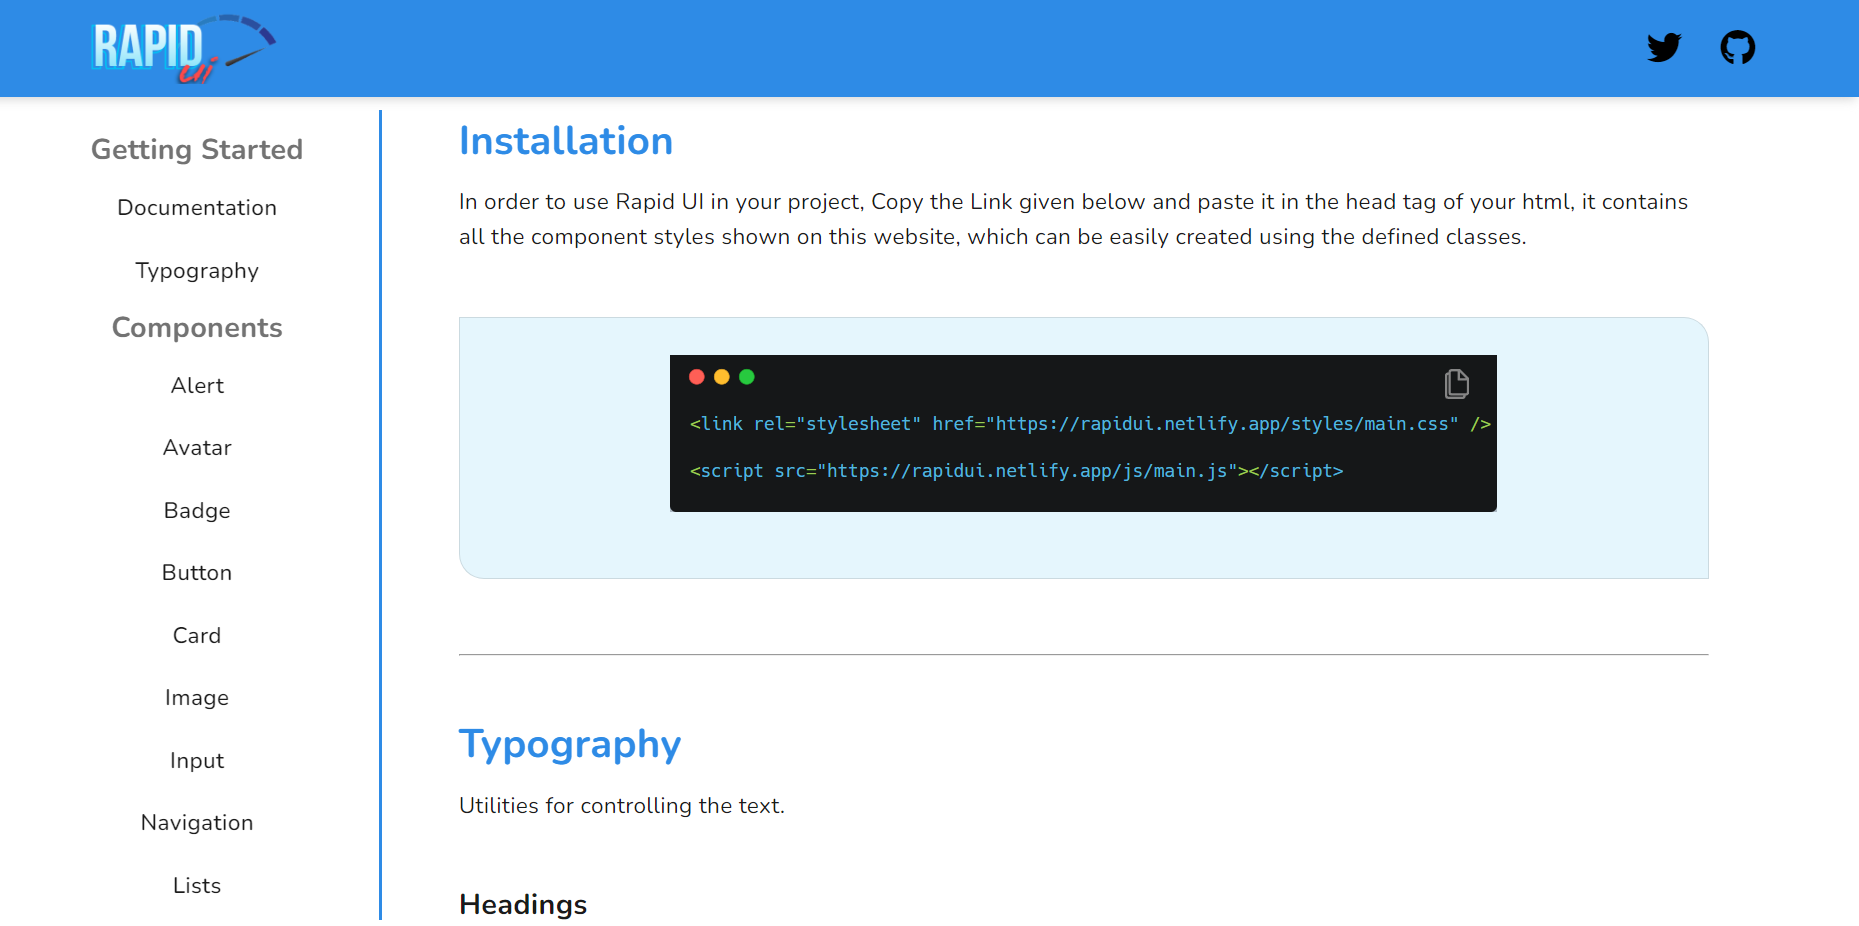 RAPID
ui
Getting Started
Documentation
Typography
Components
Alert
Avatar
Badge
Button
Card
Image
Input
Navigation
Lists
Installation
In order to use Rapid UI in your project, Copy the Link given below and paste it in the head tag of your html, it contains
all the component styles shown on this website, which can be easily created using the defined classes.
<link rel="stylesheet" href="https://rapidui.netlify.app/styles/main.css" />
<script src="https://rapidui.netlify.app/js/main.js"></script>
Typography
Utilities for controlling the text.
Headings